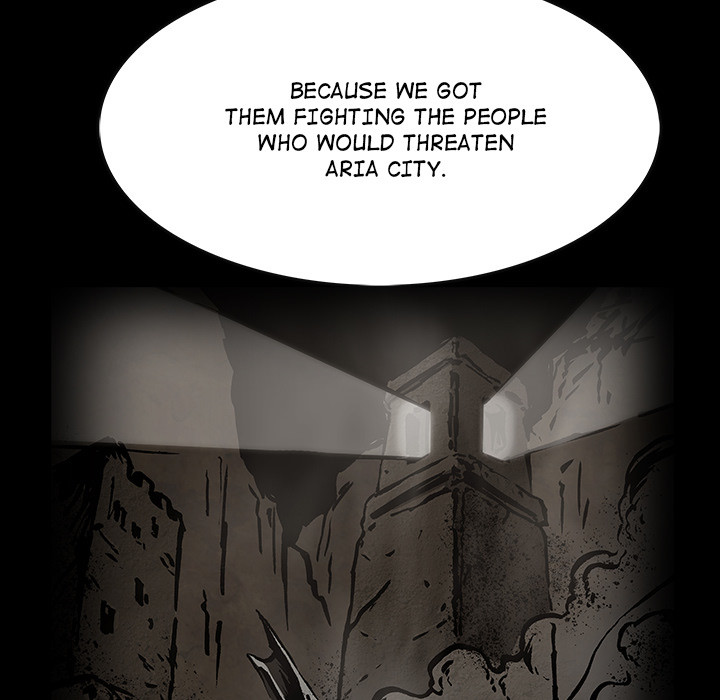 BECAUSE WE GOT
THEM FIGHTING THE PEOPLE
WHO WOULD THREATEN
ARIA CITY.